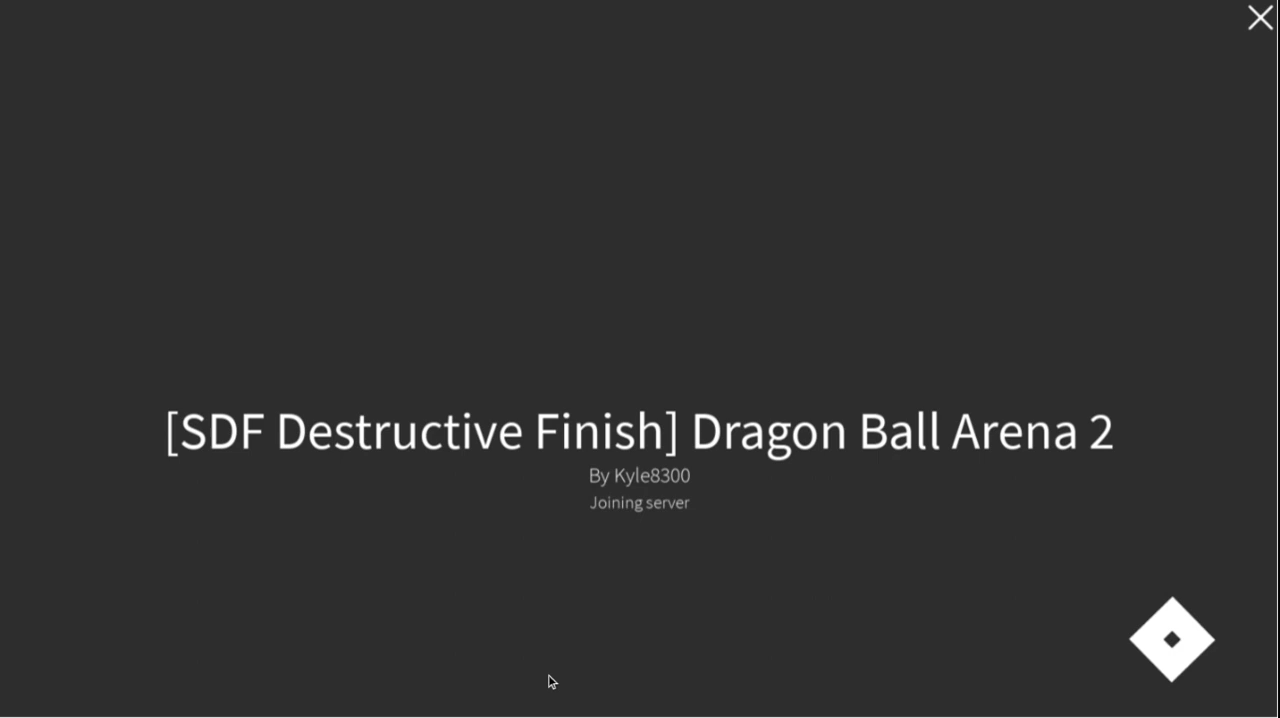 [SDF Destructive Finish] Dragon Ball Arena 2
By Kyle8300
Joining server